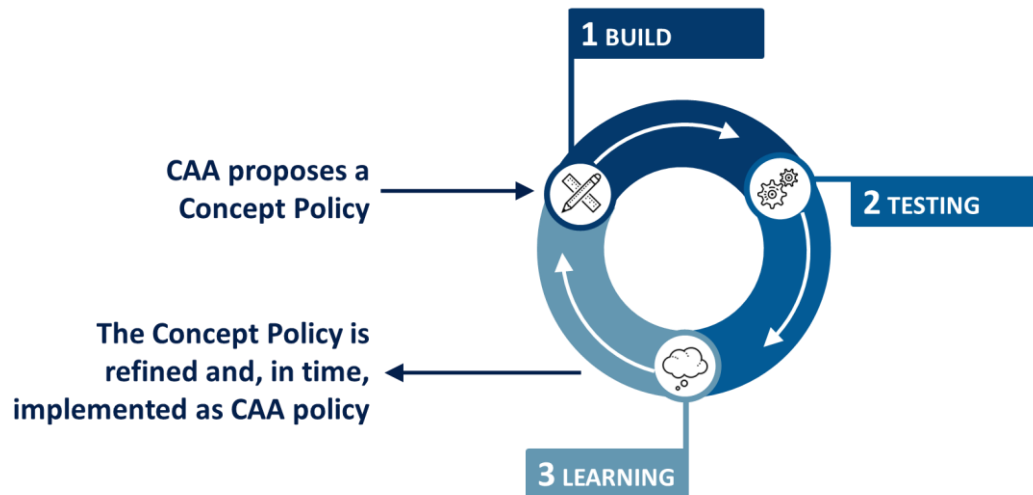 1 BUILD
CAA proposes a
Concept Policy
2 TESTING
The Concept Policy is
refined and, in time,
implemented as CAA policy
3 LEARNING